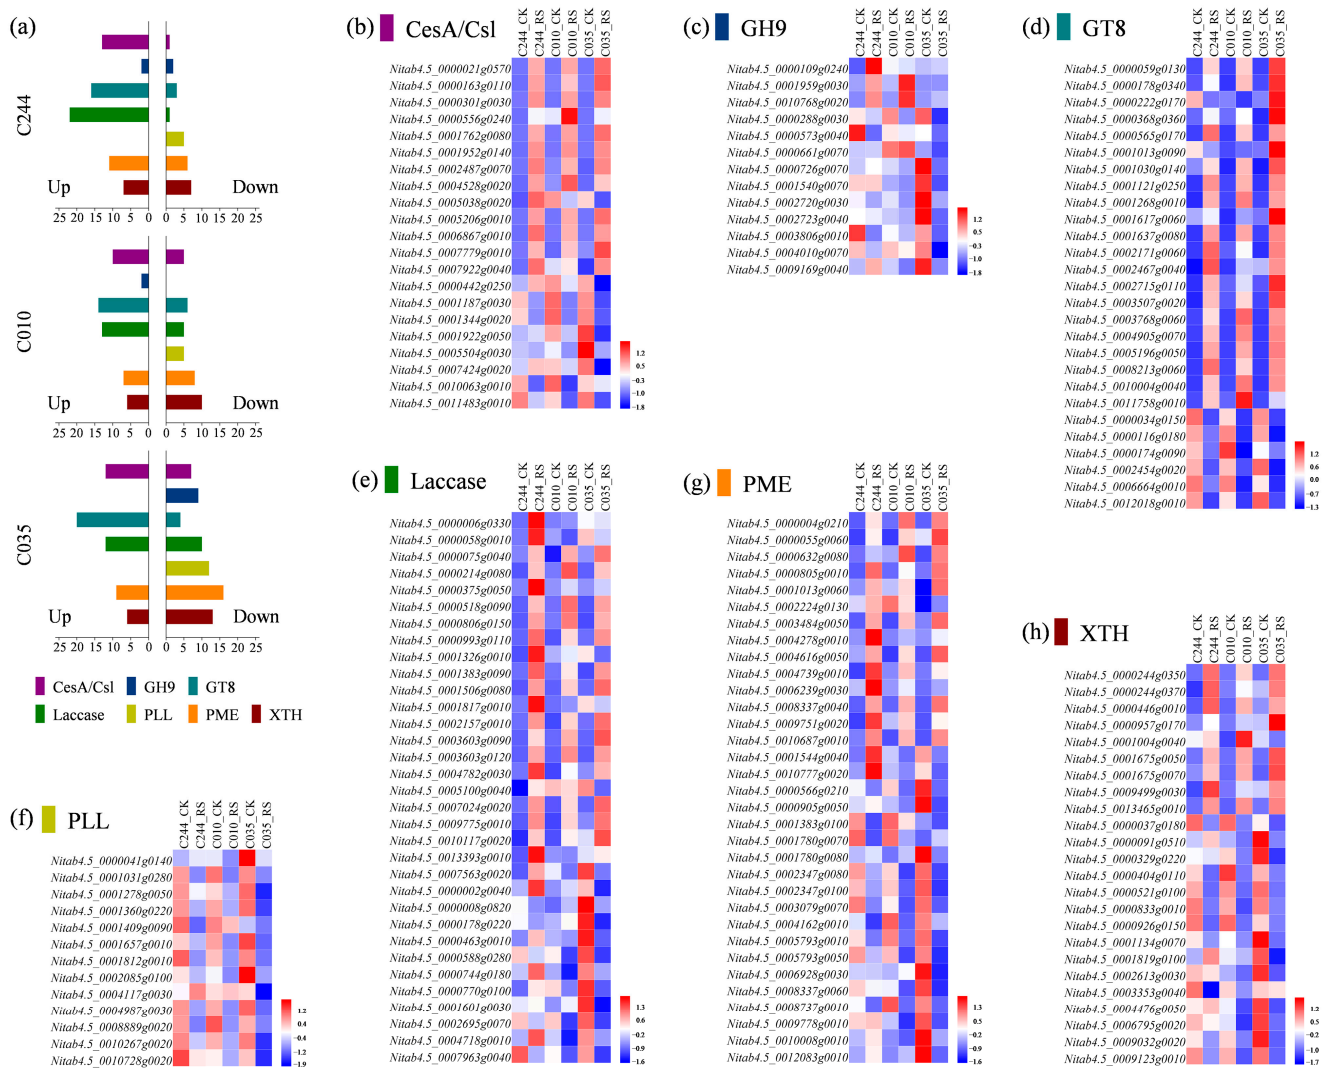 (a)
C244
Up
Down
25 20 15 10 5 0
0 5 10 15 20 25
C010
Up
Down
25 20 15 10 5 0
0 5 10 15 20 25
C035
Up
Down
25 20 15 10 5 0
0 5 10 15 20 25
CesA/Csl
GH9
GT8
Laccase
PLL
PME
XTH
(b) CesA/Csl
C244_CK C244_RS C010_CK C010_RS C035_CK C035_RS
Nitab4.5_0000021g0570
Nitab4.5_0000163g0110
Nitab4.5_0000301g0030
Nitab4.5_0000556g0240
Nitab4.5_0001762g0080
Nitab4.5_0001952g0140
Nitab4.5_0002487g0070
Nitab4.5_0004528g0020
Nitab4.5_0005038g0020
Nitab4.5_0005206g0010
Nitab4.5_0006867g0010
Nitab4.5_0007779g0010
Nitab4.5_0007922g0040
Nitab4.5_0000442g0250
Nitab4.5_0001187g0030
Nitab4.5_0001344g0020
Nitab4.5_0001922g0050
Nitab4.5_0005504g0030
Nitab4.5_0007424g0020
Nitab4.5_0010063g0010
Nitab4.5_0011483g0010
1.2
0.5
−0.3
−1.0
−1.8
(c) GH9
C244_CK C244_RS C010_CK C010_RS C035_CK C035_RS
Nitab4.5_0000109g0240
Nitab4.5_0001959g0030
Nitab4.5_0010768g0020
Nitab4.5_0000288g0030
Nitab4.5_0000573g0040
Nitab4.5_0000661g0070
Nitab4.5_0000726g0070
Nitab4.5_0001540g0070
Nitab4.5_0002720g0030
Nitab4.5_0002723g0040
Nitab4.5_0003806g0010
Nitab4.5_0004010g0070
Nitab4.5_0009169g0040
1.2
0.5
−0.3
−1.0
−1.8
(d) GT8
C244_CK C244_RS C010_CK C010_RS C035_CK C035_RS
Nitab4.5_0000059g0130
Nitab4.5_0000178g0340
Nitab4.5_0000222g0170
Nitab4.5_0000368g0360
Nitab4.5_0000565g0170
Nitab4.5_0001013g0090
Nitab4.5_0001030g0140
Nitab4.5_0001121g0250
Nitab4.5_0001268g0010
Nitab4.5_0001617g0060
Nitab4.5_0001637g0080
Nitab4.5_0002171g0060
Nitab4.5_0002467g0040
Nitab4.5_0002715g0110
Nitab4.5_0003507g0020
Nitab4.5_0003768g0060
Nitab4.5_0004905g0070
Nitab4.5_0005196g0050
Nitab4.5_0008213g0060
Nitab4.5_0010004g0040
Nitab4.5_0011758g0010
Nitab4.5_0000034g0150
Nitab4.5_0000116g0180
Nitab4.5_0000174g0090
Nitab4.5_0002454g0020
Nitab4.5_0006664g0010
Nitab4.5_0012018g0010
1.2
0.6
−0.1
−0.7
−1.3
(e) Laccase
C244_CK C244_RS C010_CK C010_RS C035_CK C035_RS
Nitab4.5_0000006g0330
Nitab4.5_0000058g0010
Nitab4.5_0000075g0040
Nitab4.5_0000214g0080
Nitab4.5_0000375g0050
Nitab4.5_0000518g0090
Nitab4.5_0000806g0150
Nitab4.5_0000993g0110
Nitab4.5_0001326g0010
Nitab4.5_0001383g0090
Nitab4.5_0001506g0080
Nitab4.5_0001817g0010
Nitab4.5_0002157g0010
Nitab4.5_0003603g0090
Nitab4.5_0003603g0120
Nitab4.5_0004782g0030
Nitab4.5_0005100g0040
Nitab4.5_0007024g0020
Nitab4.5_0009775g0010
Nitab4.5_0010117g0020
Nitab4.5_0013393g0010
Nitab4.5_0007563g0020
Nitab4.5_0000002g0040
Nitab4.5_0000008g0820
Nitab4.5_0000178g0220
Nitab4.5_0000463g0010
Nitab4.5_0000588g0280
Nitab4.5_0000744g0180
Nitab4.5_0000770g0100
Nitab4.5_0001601g0030
Nitab4.5_0002695g0070
Nitab4.5_0004718g0010
Nitab4.5_0007963g0040
1.3
0.6
−0.2
−0.9
−1.6
(f) PLL
C244_CK C244_RS C010_CK C010_RS C035_CK C035_RS
Nitab4.5_0000041g0140
Nitab4.5_0001031g0280
Nitab4.5_0001278g0050
Nitab4.5_0001360g0220
Nitab4.5_0001409g0090
Nitab4.5_0001657g0010
Nitab4.5_0001812g0010
Nitab4.5_0002085g0100
Nitab4.5_0004117g0030
Nitab4.5_0004987g0030
Nitab4.5_0008889g0020
Nitab4.5_0010267g0020
Nitab4.5_0010728g0020
1.2
0.4
−0.4
−1.1
−1.9
(g) PME
C244_CK C244_RS C010_CK C010_RS C035_CK C035_RS
Nitab4.5_0000004g0210
Nitab4.5_0000055g0060
Nitab4.5_0000632g0080
Nitab4.5_0000805g0010
Nitab4.5_0001013g0060
Nitab4.5_0002224g0130
Nitab4.5_0003484g0050
Nitab4.5_0004278g0010
Nitab4.5_0004616g0050
Nitab4.5_0004739g0010
Nitab4.5_0006239g0030
Nitab4.5_0008337g0040
Nitab4.5_0009751g0020
Nitab4.5_0010687g0010
Nitab4.5_0001544g0040
Nitab4.5_0010777g0020
Nitab4.5_0000566g0210
Nitab4.5_0000905g0050
Nitab4.5_0001383g0100
Nitab4.5_0001780g0070
Nitab4.5_0001780g0080
Nitab4.5_0002347g0080
Nitab4.5_0002347g0100
Nitab4.5_0003079g0070
Nitab4.5_0004162g0010
Nitab4.5_0005793g0010
Nitab4.5_0005793g0050
Nitab4.5_0006928g0030
Nitab4.5_0008337g0060
Nitab4.5_0008737g0010
Nitab4.5_0009778g0010
Nitab4.5_0010008g0010
Nitab4.5_0012083g0010
1.3
0.6
−0.2
−0.9
−1.6
(h) XTH
C244_CK C244_RS C010_CK C010_RS C035_CK C035_RS
Nitab4.5_0000244g0350
Nitab4.5_0000244g0370
Nitab4.5_0000446g0010
Nitab4.5_0000957g0170
Nitab4.5_0001004g0040
Nitab4.5_0001675g0050
Nitab4.5_0001675g0070
Nitab4.5_0009499g0030
Nitab4.5_0013465g0010
Nitab4.5_0000037g0180
Nitab4.5_0000091g0510
Nitab4.5_0000329g0220
Nitab4.5_0000404g0110
Nitab4.5_0000521g0100
Nitab4.5_0000833g0010
Nitab4.5_0000926g0150
Nitab4.5_0001134g0070
Nitab4.5_0001819g0100
Nitab4.5_0002613g0030
Nitab4.5_0003353g0040
Nitab4.5_0004476g0050
Nitab4.5_0006795g0020
Nitab4.5_0009032g0020
Nitab4.5_0009123g0010
1.2
0.5
−0.2
−1.0
−1.7